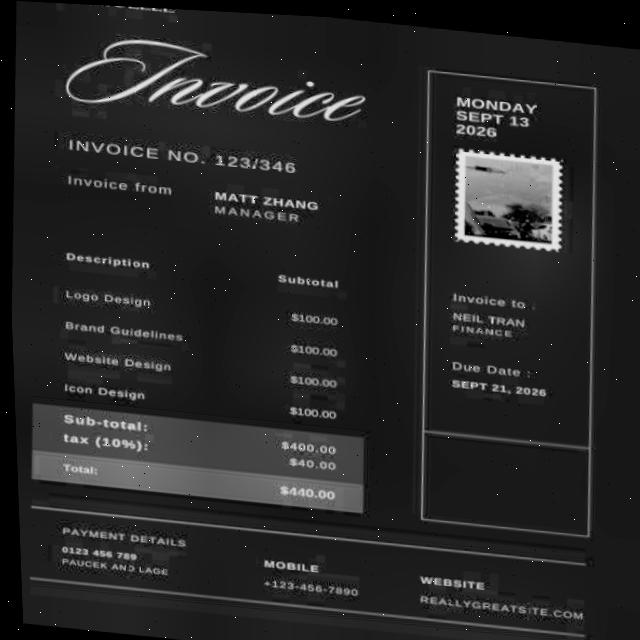 Invoice
INVOICE NO. 123/346
Invoice from
MATT ZHANG
MANAGER
MONDAY
SEPT 13
2026
Invoice to :
NEIL TRAN
FINANCE
Due Date :
SEPT 21, 2026
Description Subtotal
Logo Design $100.00
Brand Guidelines $100.00
Website Design $100.00
Icon Design $100.00
Sub-total: $400.00
tax (10%): $40.00
Total: $440.00
PAYMENT DETAILS
0123 456 789
PAUCEK AND LAGE
MOBILE
+123-456-7890
WEBSITE
REALLYGREATSITE.COM